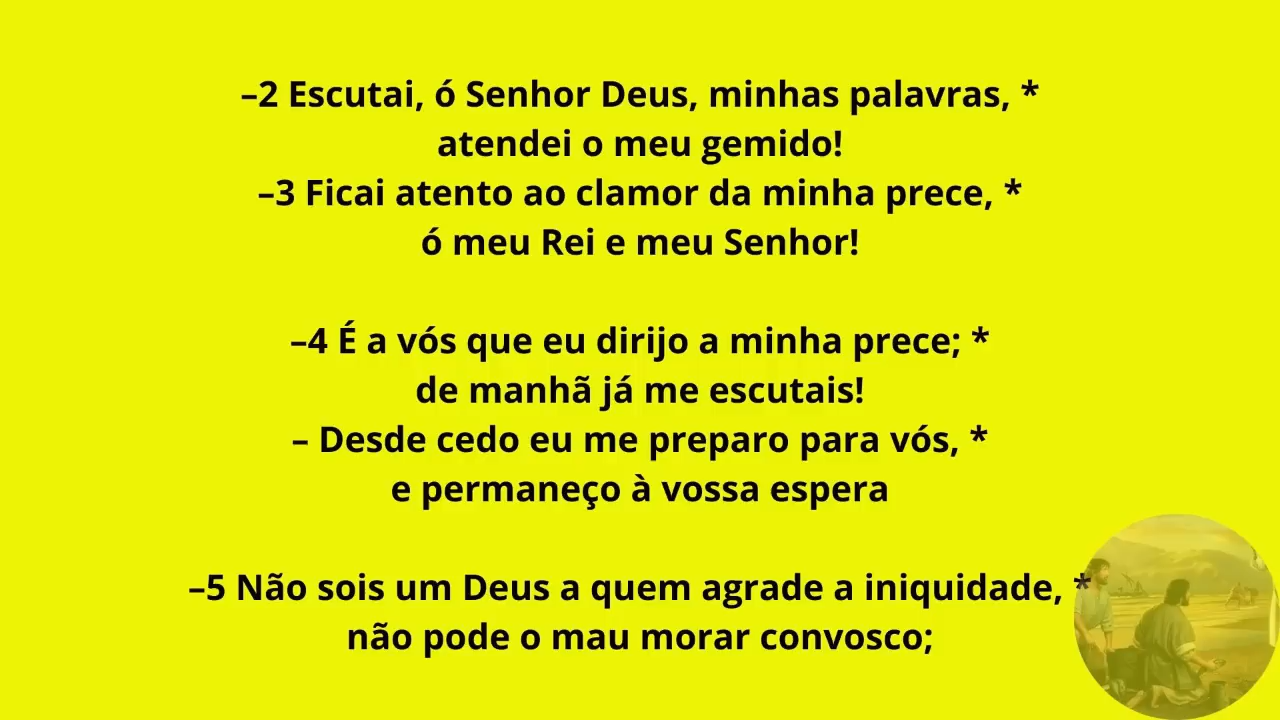 –2 Escutai, ó Senhor Deus, minhas palavras, *
atendei o meu gemido!
–3 Ficai atento ao clamor da minha prece, *
ó meu Rei e meu Senhor!
–4 É a vós que eu dirijo a minha prece; *
de manhã já me escutais!
– Desde cedo eu me preparo para vós, *
e permaneço à vossa espera
–5 Não sois um Deus a quem agrade a iniquidade, *
não pode o mau morar convosco;